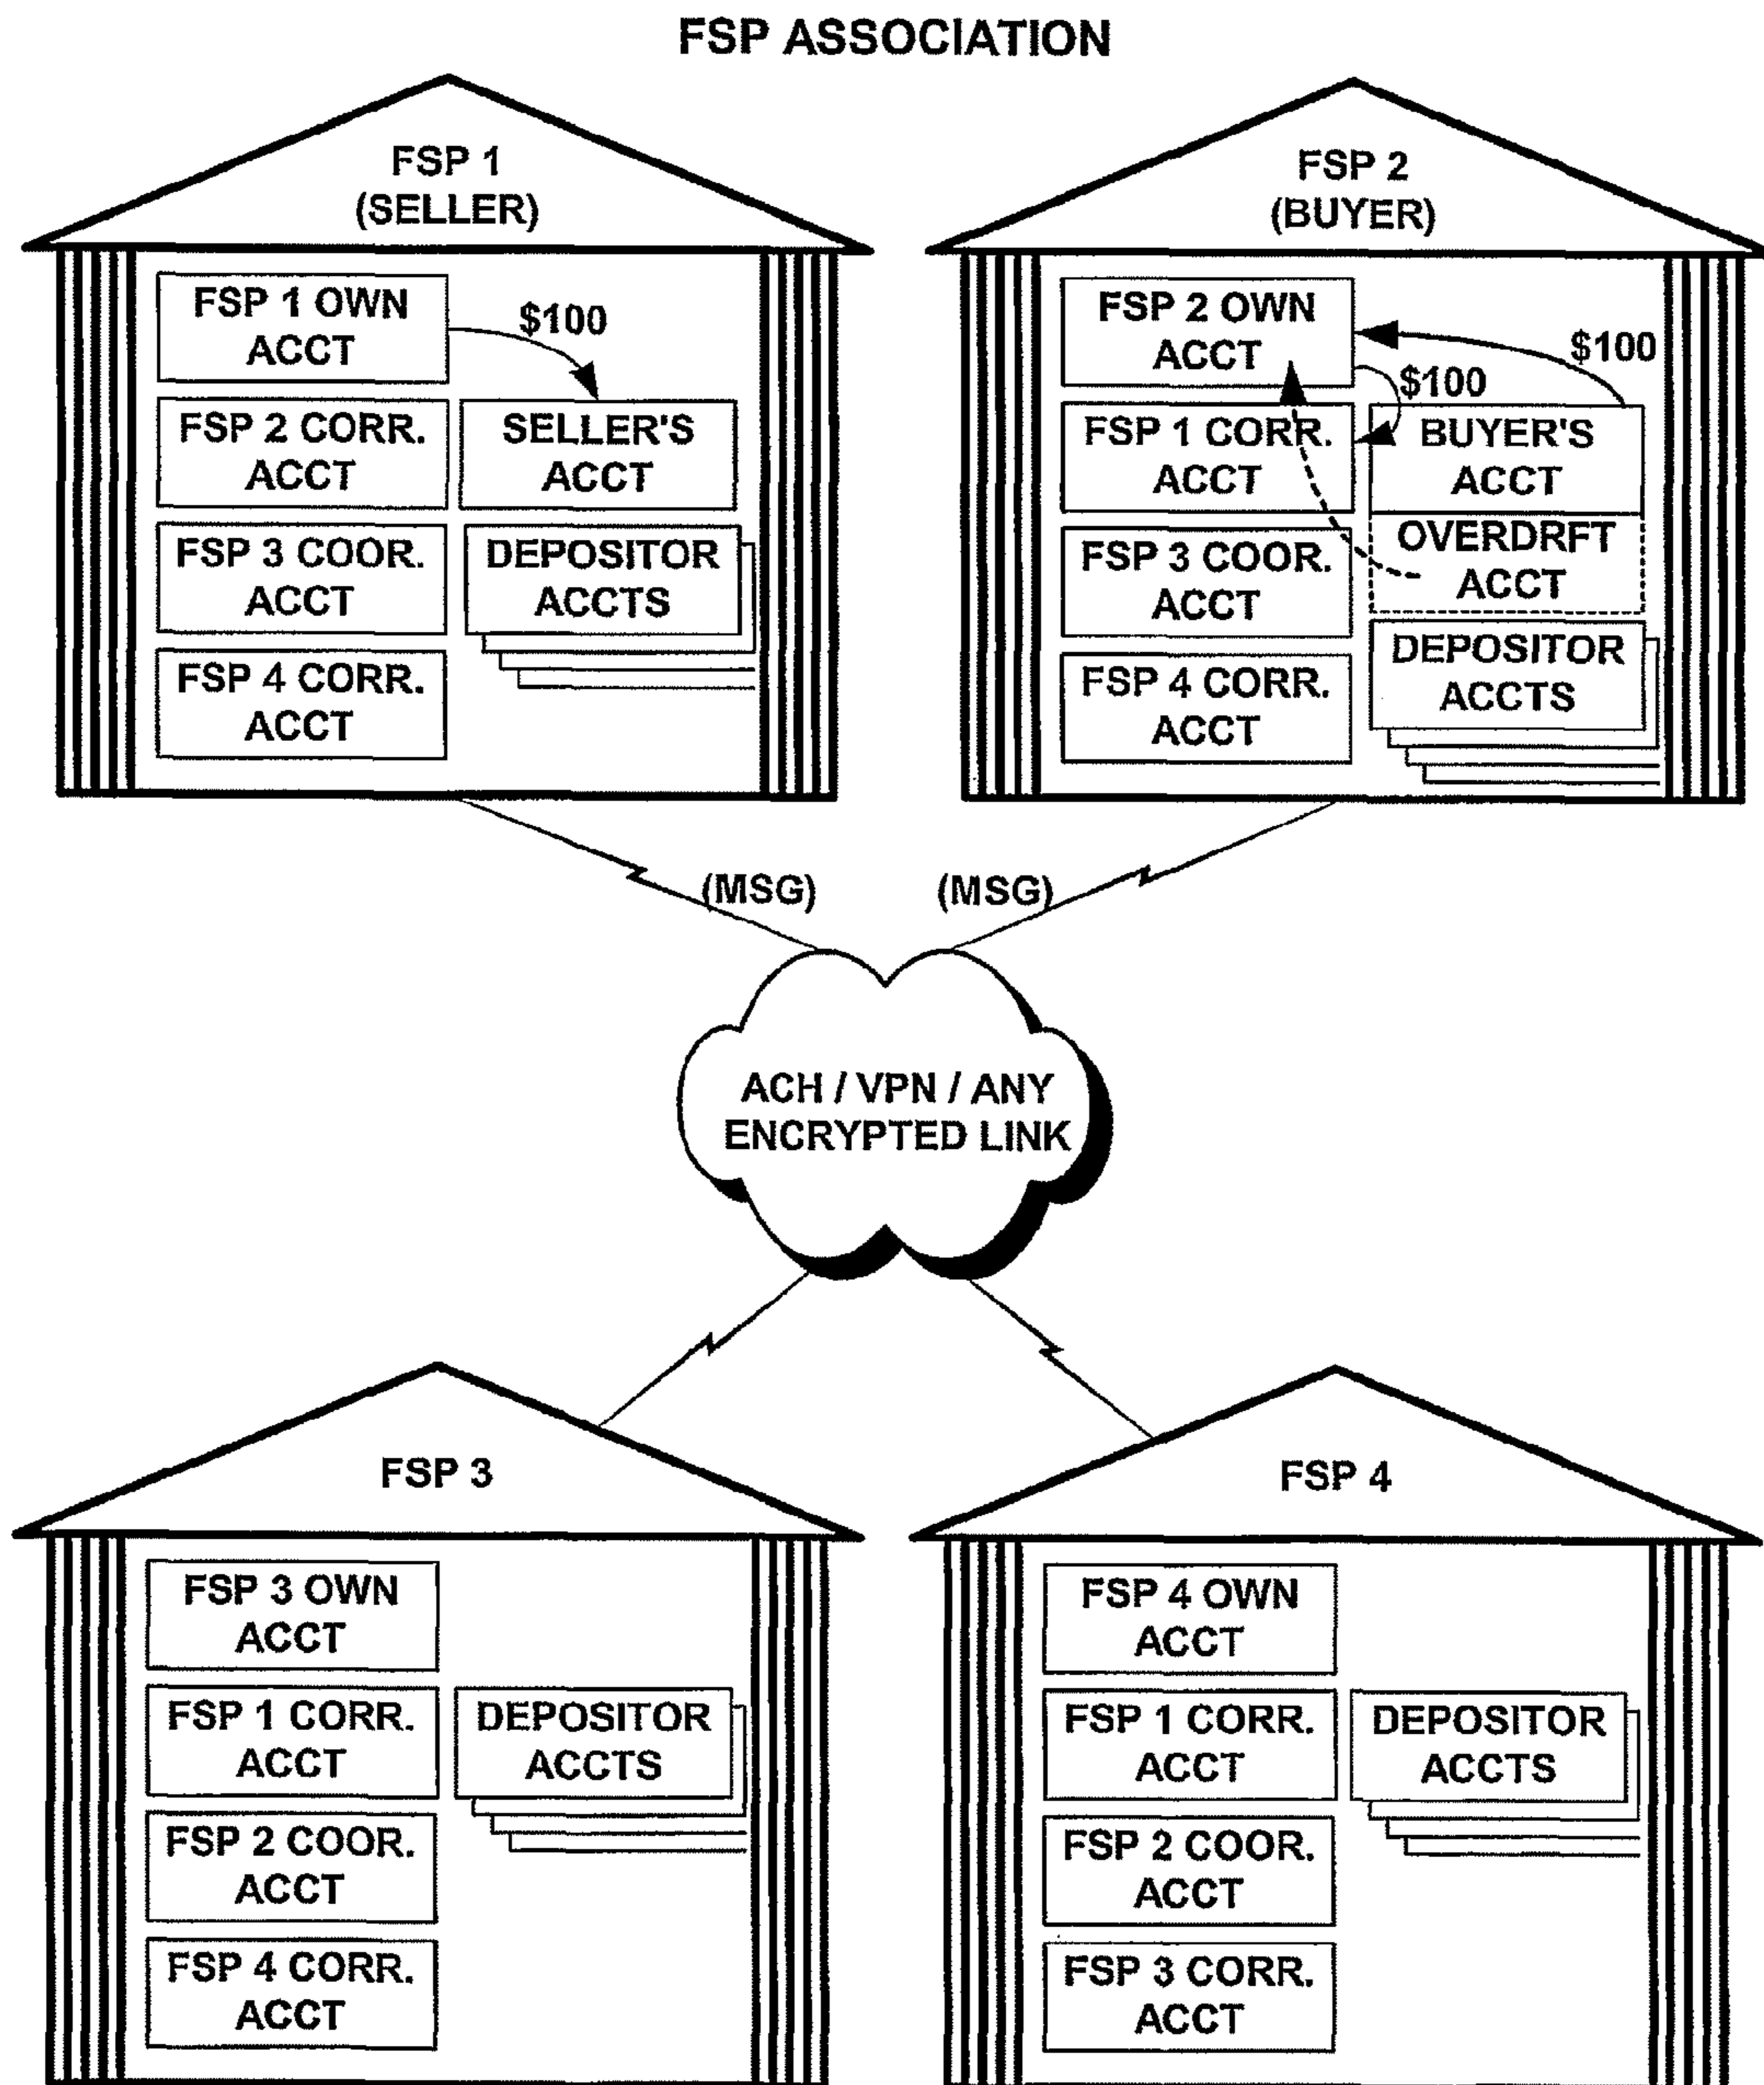 FSP ASSOCIATION
FSP 1
(SELLER)
FSP 1 OWN
ACCT
$100
FSP 2 CORR.
ACCT
SELLER'S
ACCT
FSP 3 COOR.
ACCT
DEPOSITOR
ACCTS
FSP 4 CORR.
ACCT
FSP 2
(BUYER)
FSP 2 OWN
ACCT
$100
$100
FSP 1 CORR.
ACCT
BUYER'S
ACCT
OVERDRFT
ACCT
FSP 3 COOR.
ACCT
DEPOSITOR
ACCTS
FSP 4 CORR.
ACCT
(MSG)
(MSG)
ACH / VPN / ANY
ENCRYPTED LINK
FSP 3
FSP 3 OWN
ACCT
FSP 1 CORR.
ACCT
DEPOSITOR
ACCTS
FSP 2 COOR.
ACCT
FSP 4 CORR.
ACCT
FSP 4
FSP 4 OWN
ACCT
FSP 1 CORR.
ACCT
DEPOSITOR
ACCTS
FSP 2 COOR.
ACCT
FSP 3 CORR.
ACCT